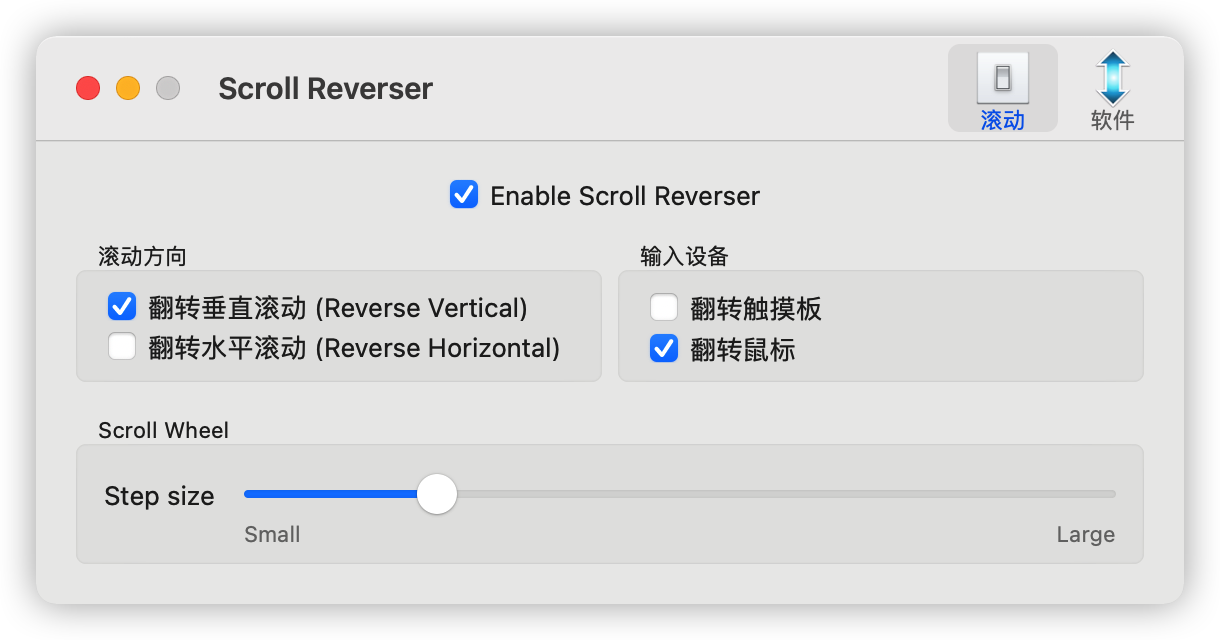 Scroll Reverser
滚动
软件
Enable Scroll Reverser
滚动方向
输入设备
翻转垂直滚动 (Reverse Vertical)
翻转触摸板
翻转水平滚动 (Reverse Horizontal)
翻转鼠标
Scroll Wheel
Step size
Small
Large